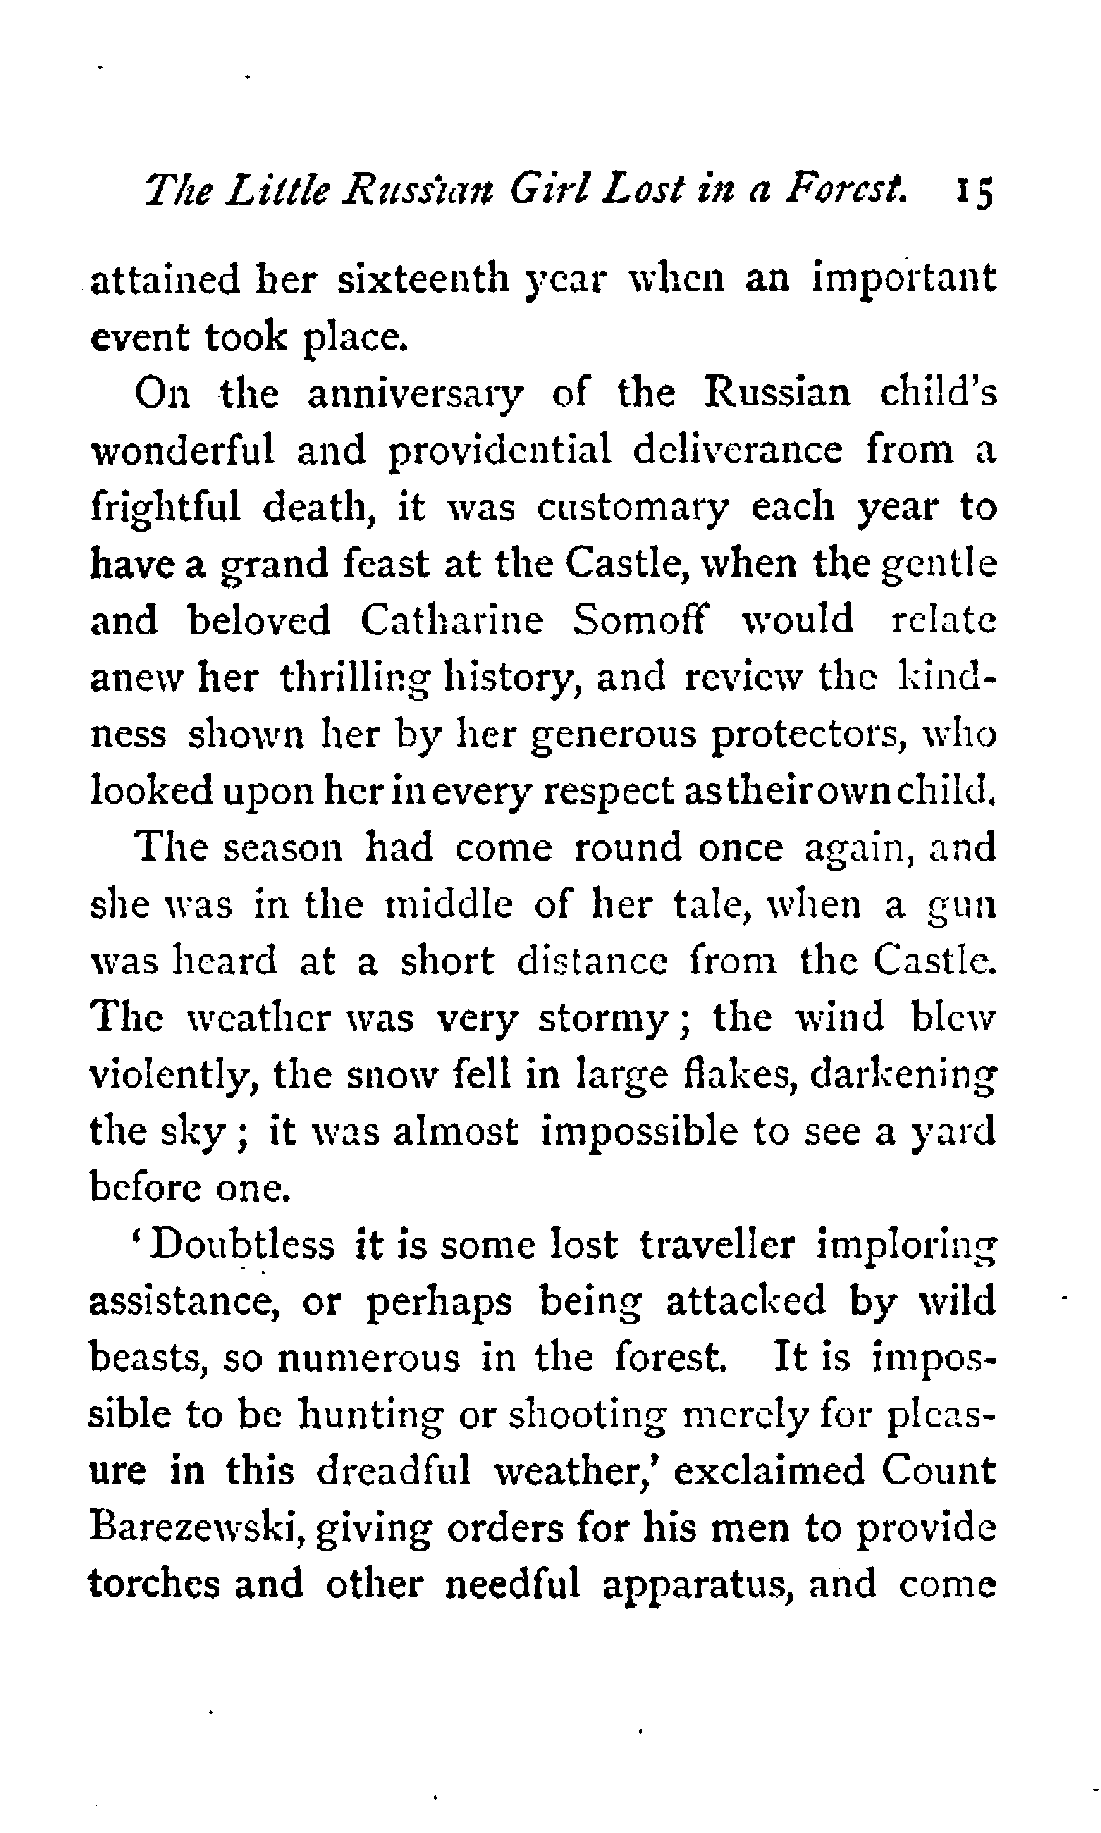 The Little Russian Girl Lost in a Forest. 15
attained her sixteenth year when an important
event took place.
On the anniversary of the Russian child's
wonderful and providential deliverance from a
frightful death, it was customary each year to
have a grand feast at the Castle, when the gentle
and beloved Catharine Somoff would relate
anew her thrilling history, and review the kind-
ness shown her by her generous protectors, who
looked upon her in every respect as their own child.
The season had come round once again, and
she was in the middle of her tale, when a gun
was heard at a short distance from the Castle.
The weather was very stormy; the wind blew
violently, the snow fell in large flakes, darkening
the sky; it was almost impossible to see a yard
before one.
'Doubtless it is some lost traveller imploring
assistance, or perhaps being attacked by wild
beasts, so numerous in the forest. It is impos-
sible to be hunting or shooting merely for pleas-
ure in this dreadful weather,' exclaimed Count
Barezewski, giving orders for his men to provide
torches and other needful apparatus, and come